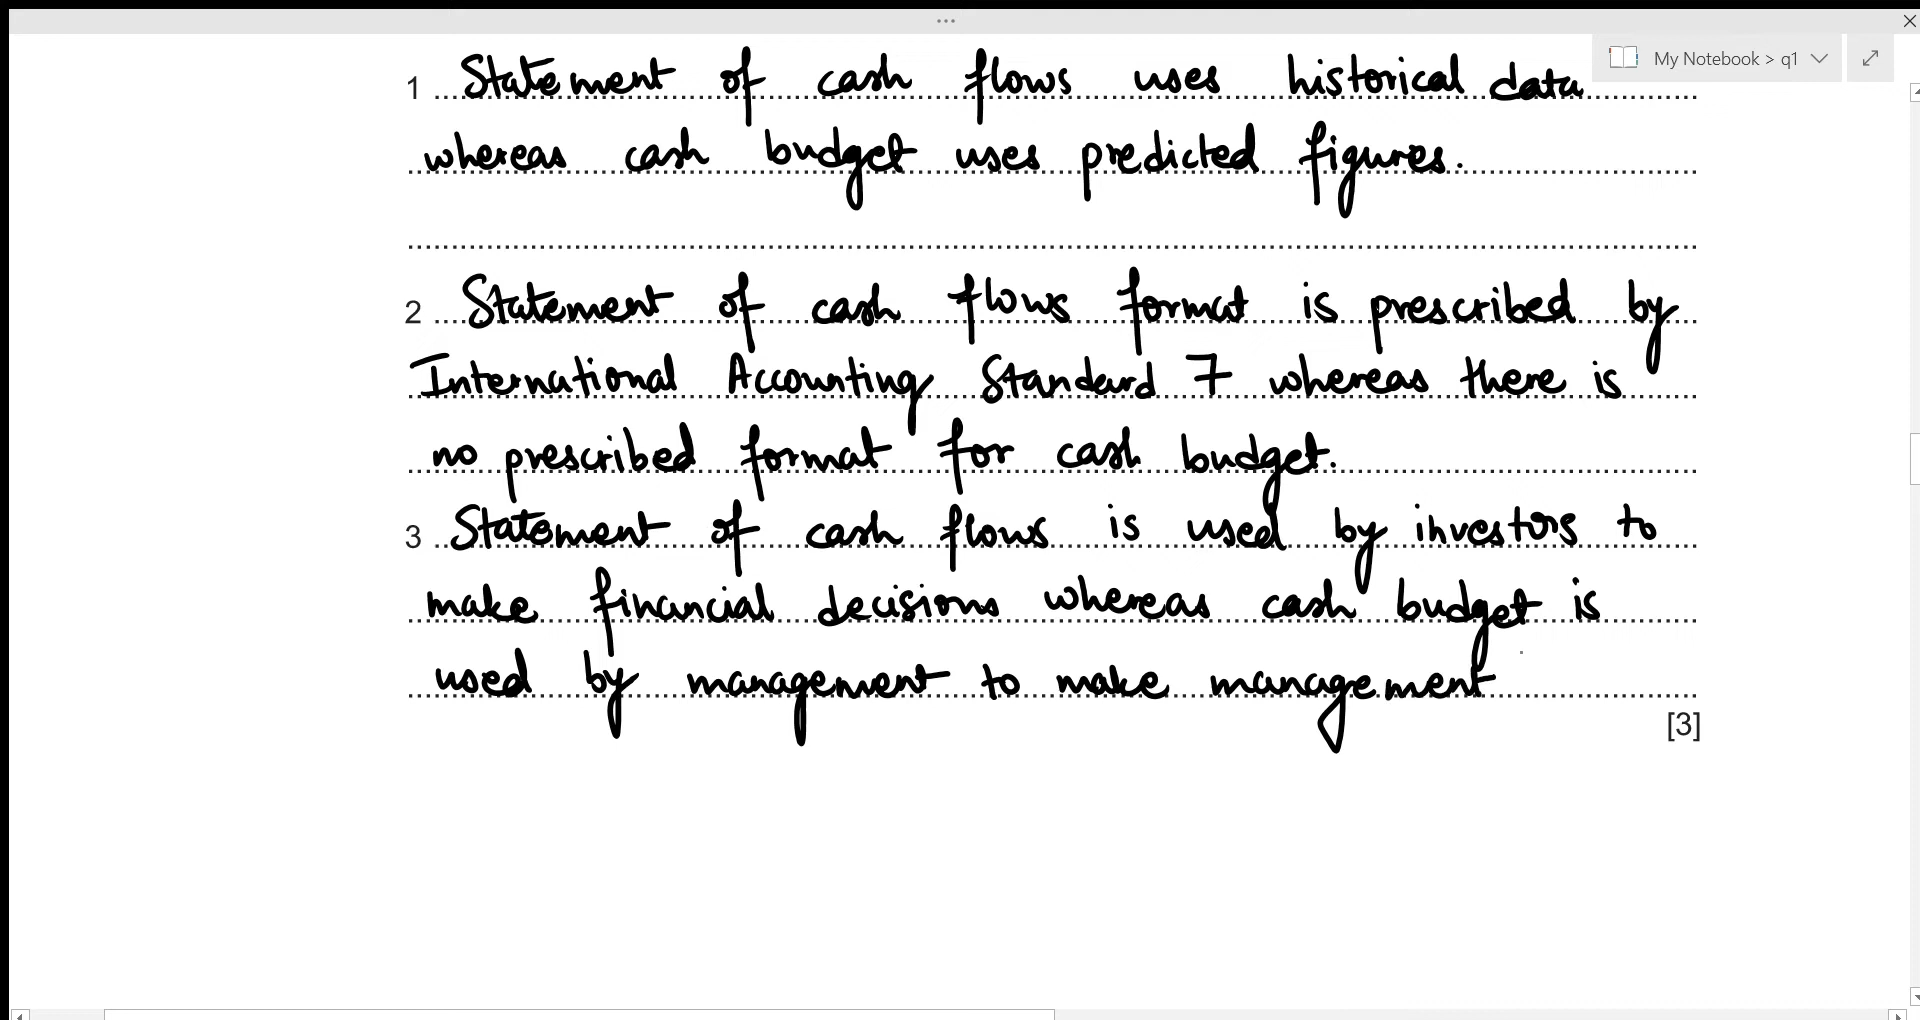 ...
My Notebook > q1
1 Statement of cash flows uses historical data
whereas cash budget uses predicted figures.
2 Statement of cash flows format is prescribed by
International Accounting Standard 7 whereas there is
no prescribed format for cash budget.
3 Statement of cash flows is used by investors to
make financial decisions whereas cash budget is
used by management to make management
[3]